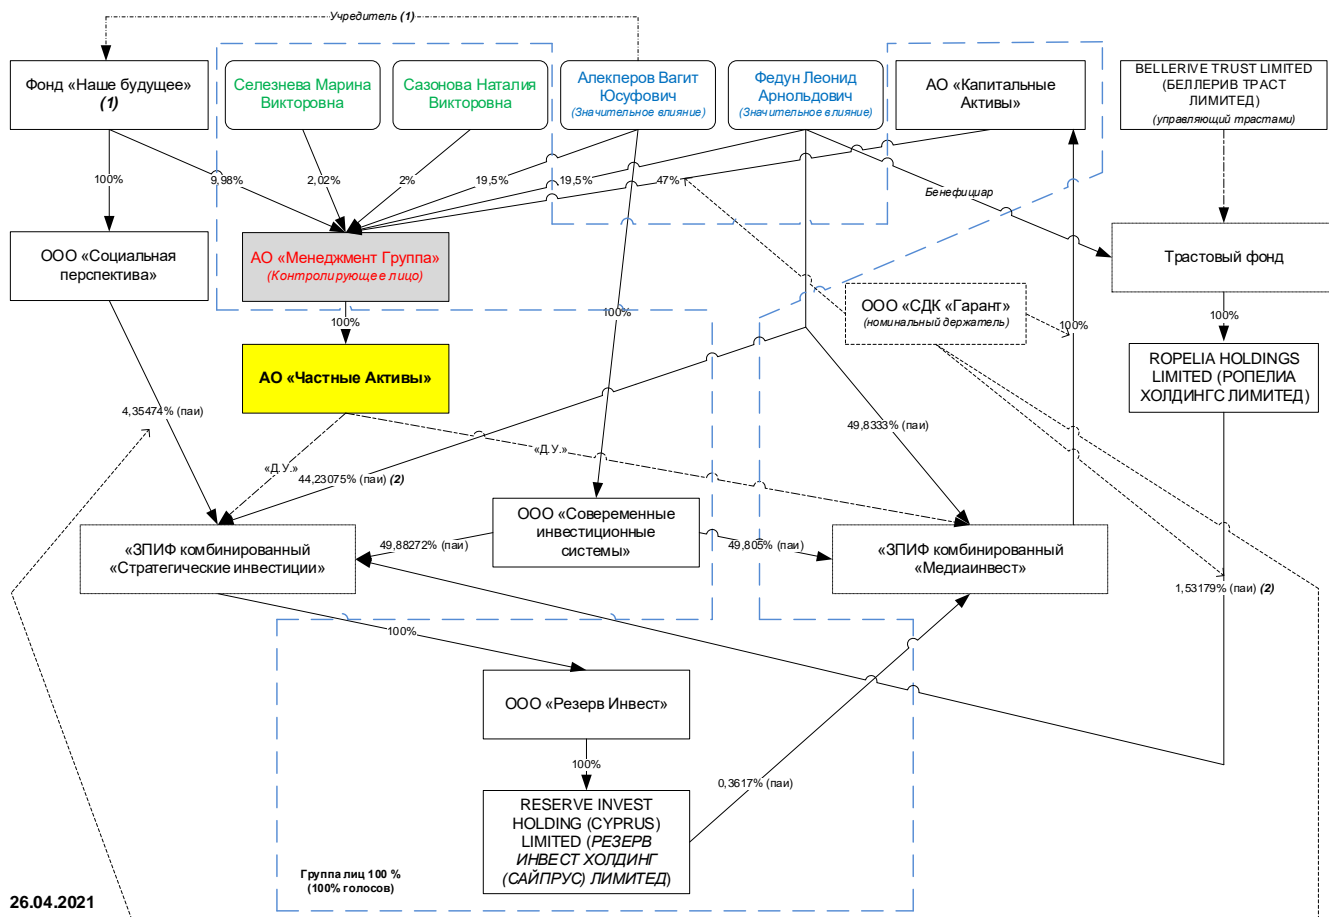 Учредитель (1)
Фонд «Наше будущее»
(1)
Селезнева Марина
Викторовна
Сазонова Наталия
Викторовна
Алекперов Вагит
Юсуфович
(Значительное влияние)
Федун Леонид
Арнольдович
(Значительное влияние)
АО «Капитальные
Активы»
BELLERIVE TRUST LIMITED
(БЕЛЛЕРИВ ТРАСТ
ЛИМИТЕД)
(управляющий трастами)
100%
9,98%
2,02%
2%
19,5%
19,5%
47%
Бенефициар
ООО «Социальная
перспектива»
АО «Менеджмент Группа»
(Контролирующее лицо)
Трастовый фонд
ООО «СДК «Гарант»
(номинальный держатель)
100%
100%
100%
100%
АО «Частные Активы»
ROPELIA HOLDINGS
LIMITED (РОПЕЛИА
ХОЛДИНГС ЛИМИТЕД)
4,35474% (паи)
49,8333% (паи)
«Д.У.»
«Д.У.»
44,23075% (паи) (2)
ООО «Совеременные
инвестиционные
системы»
«ЗПИФ комбинированный
«Стратегические инвестиции»
49,88272% (паи)
49,805% (паи)
«ЗПИФ комбинированный
«Медиаинвест»
1,53179% (паи) (2)
100%
ООО «Резерв Инвест»
100%
0,3617% (паи)
RESERVE INVEST
HOLDING (CYPRUS)
LIMITED (РЕЗЕРВ
ИНВЕСТ ХОЛДИНГ
(САЙПРУС) ЛИМИТЕД)
Группа лиц 100 %
(100% голосов)
26.04.2021